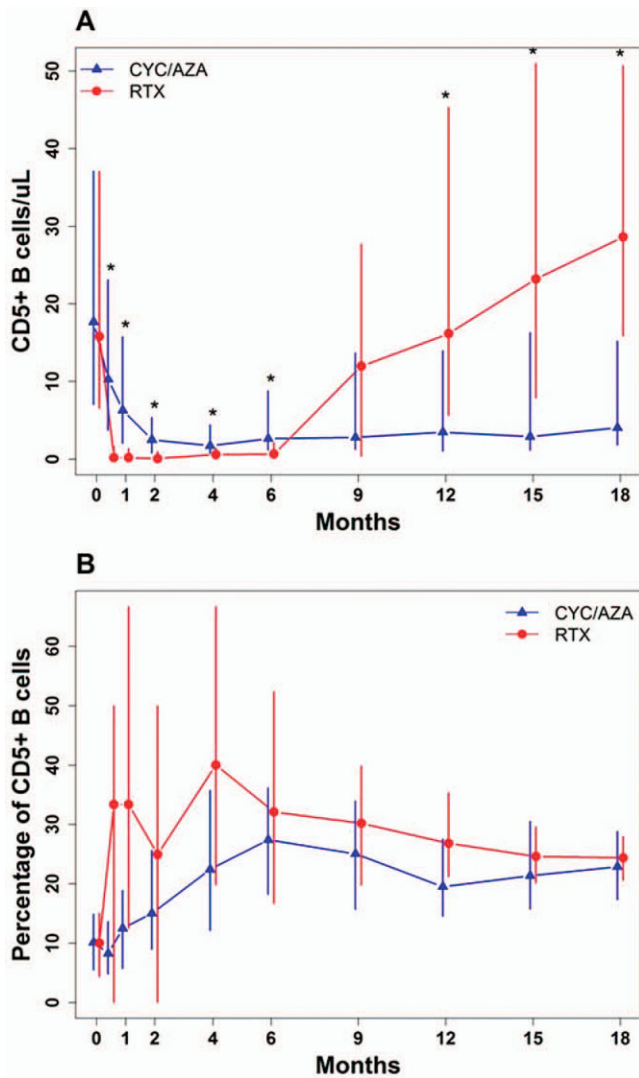 A
CYC/AZA
RTX
CD5+ B cells/uL
50
40
30
20
10
0
* * * * * * * * *
0 1 2 4 6 9 12 15 18
Months
B
CYC/AZA
RTX
Percentage of CD5+ B cells
60
50
40
30
20
10
0
0 1 2 4 6 9 12 15 18
Months